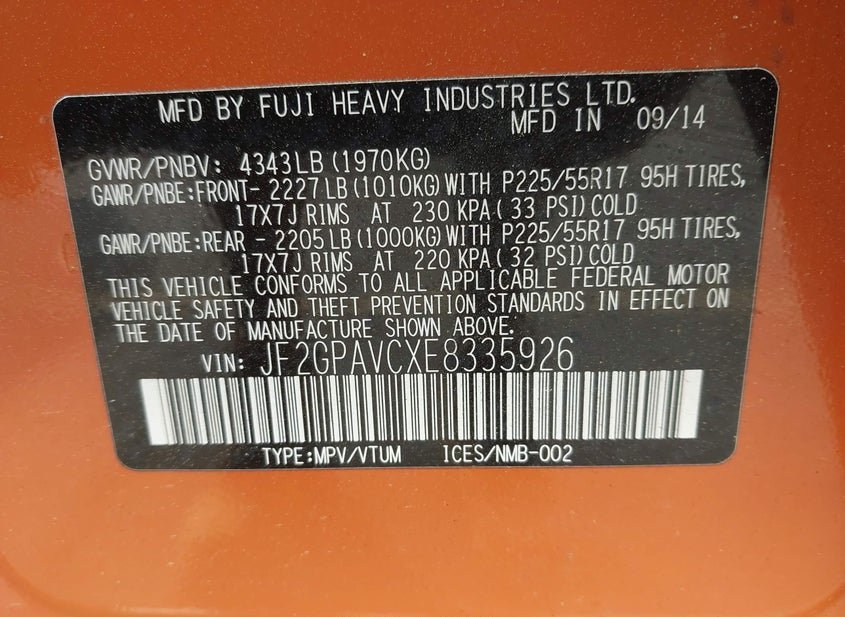 MFD BY FUJI HEAVY INDUSTRIES LTD.
MFD IN 09/14
GVWR/PNBV: 4343LB (1970KG)
GAWR/PNBE:FRONT- 2227LB (1010KG) WITH P225/55R17 95H TIRES,
17X7J RIMS AT 230 KPA( 33 PSI) COLD
GAWR/PNBE:REAR - 2205LB (1000KG) WITH P225/55R17 95H TIRES,
17X7J RIMS AT 220 KPA( 32 PSI) COLD
THIS VEHICLE CONFORMS TO ALL APPLICABLE FEDERAL MOTOR
VEHICLE SAFETY AND THEFT PREVENTION STANDARDS IN EFFECT ON
THE DATE OF MANUFACTURE SHOWN ABOVE.
VIN: JF2GPAVCXE8335926
TYPE:MPV/VTUM ICES/NMB-002